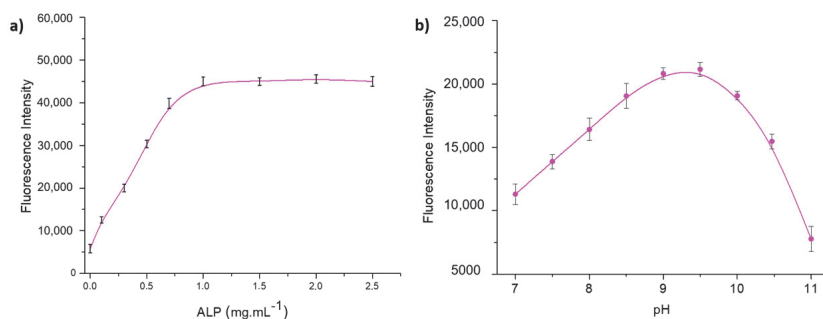 a)
60,000
50,000
40,000
30,000
20,000
10,000
0
0.0 0.5 1.0 1.5 2.0 2.5
Fluorescence Intensity
ALP (mg.mL⁻¹)
b)
25,000
20,000
15,000
10,000
5000
7 8 9 10 11
Fluorescence Intensity
pH